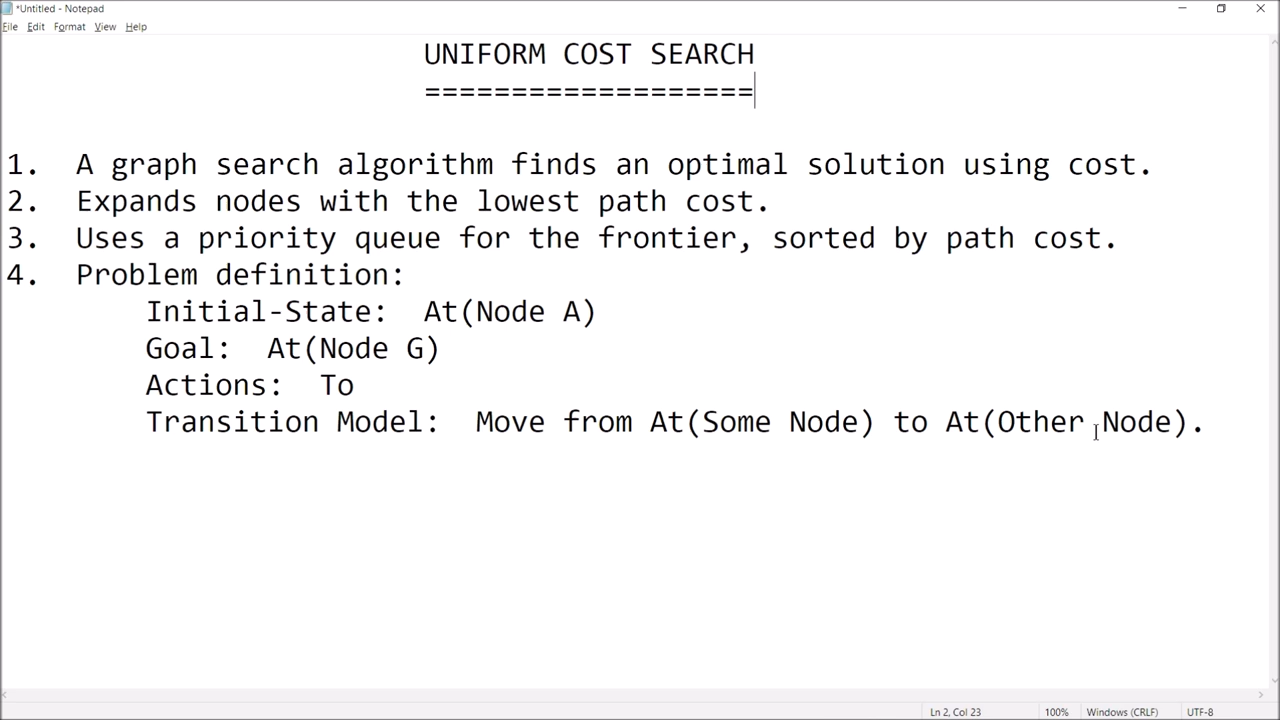 *Untitled - Notepad
File Edit Format View Help
UNIFORM COST SEARCH
===================
1. A graph search algorithm finds an optimal solution using cost.
2. Expands nodes with the lowest path cost.
3. Uses a priority queue for the frontier, sorted by path cost.
4. Problem definition:
Initial-State: At(Node A)
Goal: At(Node G)
Actions: To
Transition Model: Move from At(Some Node) to At(Other Node).
Ln 2, Col 23 100% Windows (CRLF) UTF-8